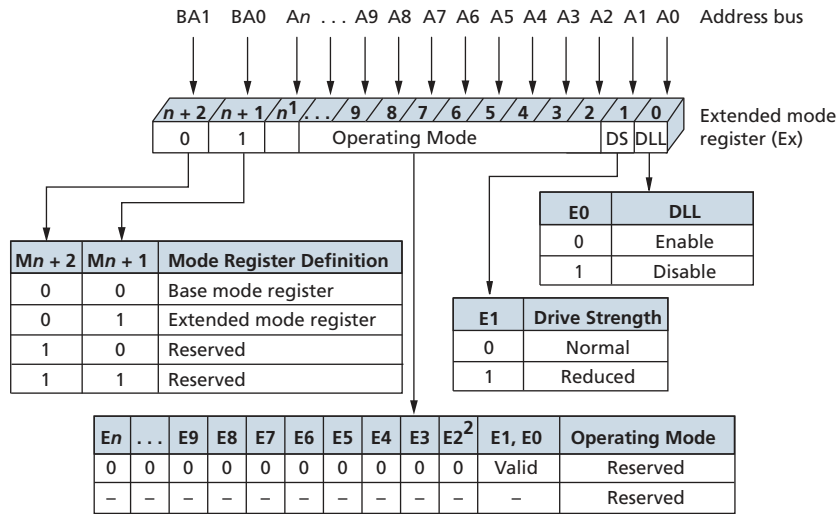 BA1 BA0 An . . . A9 A8 A7 A6 A5 A4 A3 A2 A1 A0 Address bus
n + 2 n + 1 n1 . . . 9 8 7 6 5 4 3 2 1 0
Extended mode
register (Ex)
0 1 Operating Mode DS DLL
E0 DLL
0 Enable
1 Disable
Mn + 2 Mn + 1 Mode Register Definition
0 0 Base mode register
0 1 Extended mode register
1 0 Reserved
1 1 Reserved
E1 Drive Strength
0 Normal
1 Reduced
En . . . E9 E8 E7 E6 E5 E4 E3 E2² E1, E0 Operating Mode
0 0 0 0 0 0 0 0 0 0 Valid Reserved
– – – – – – – – – – – Reserved